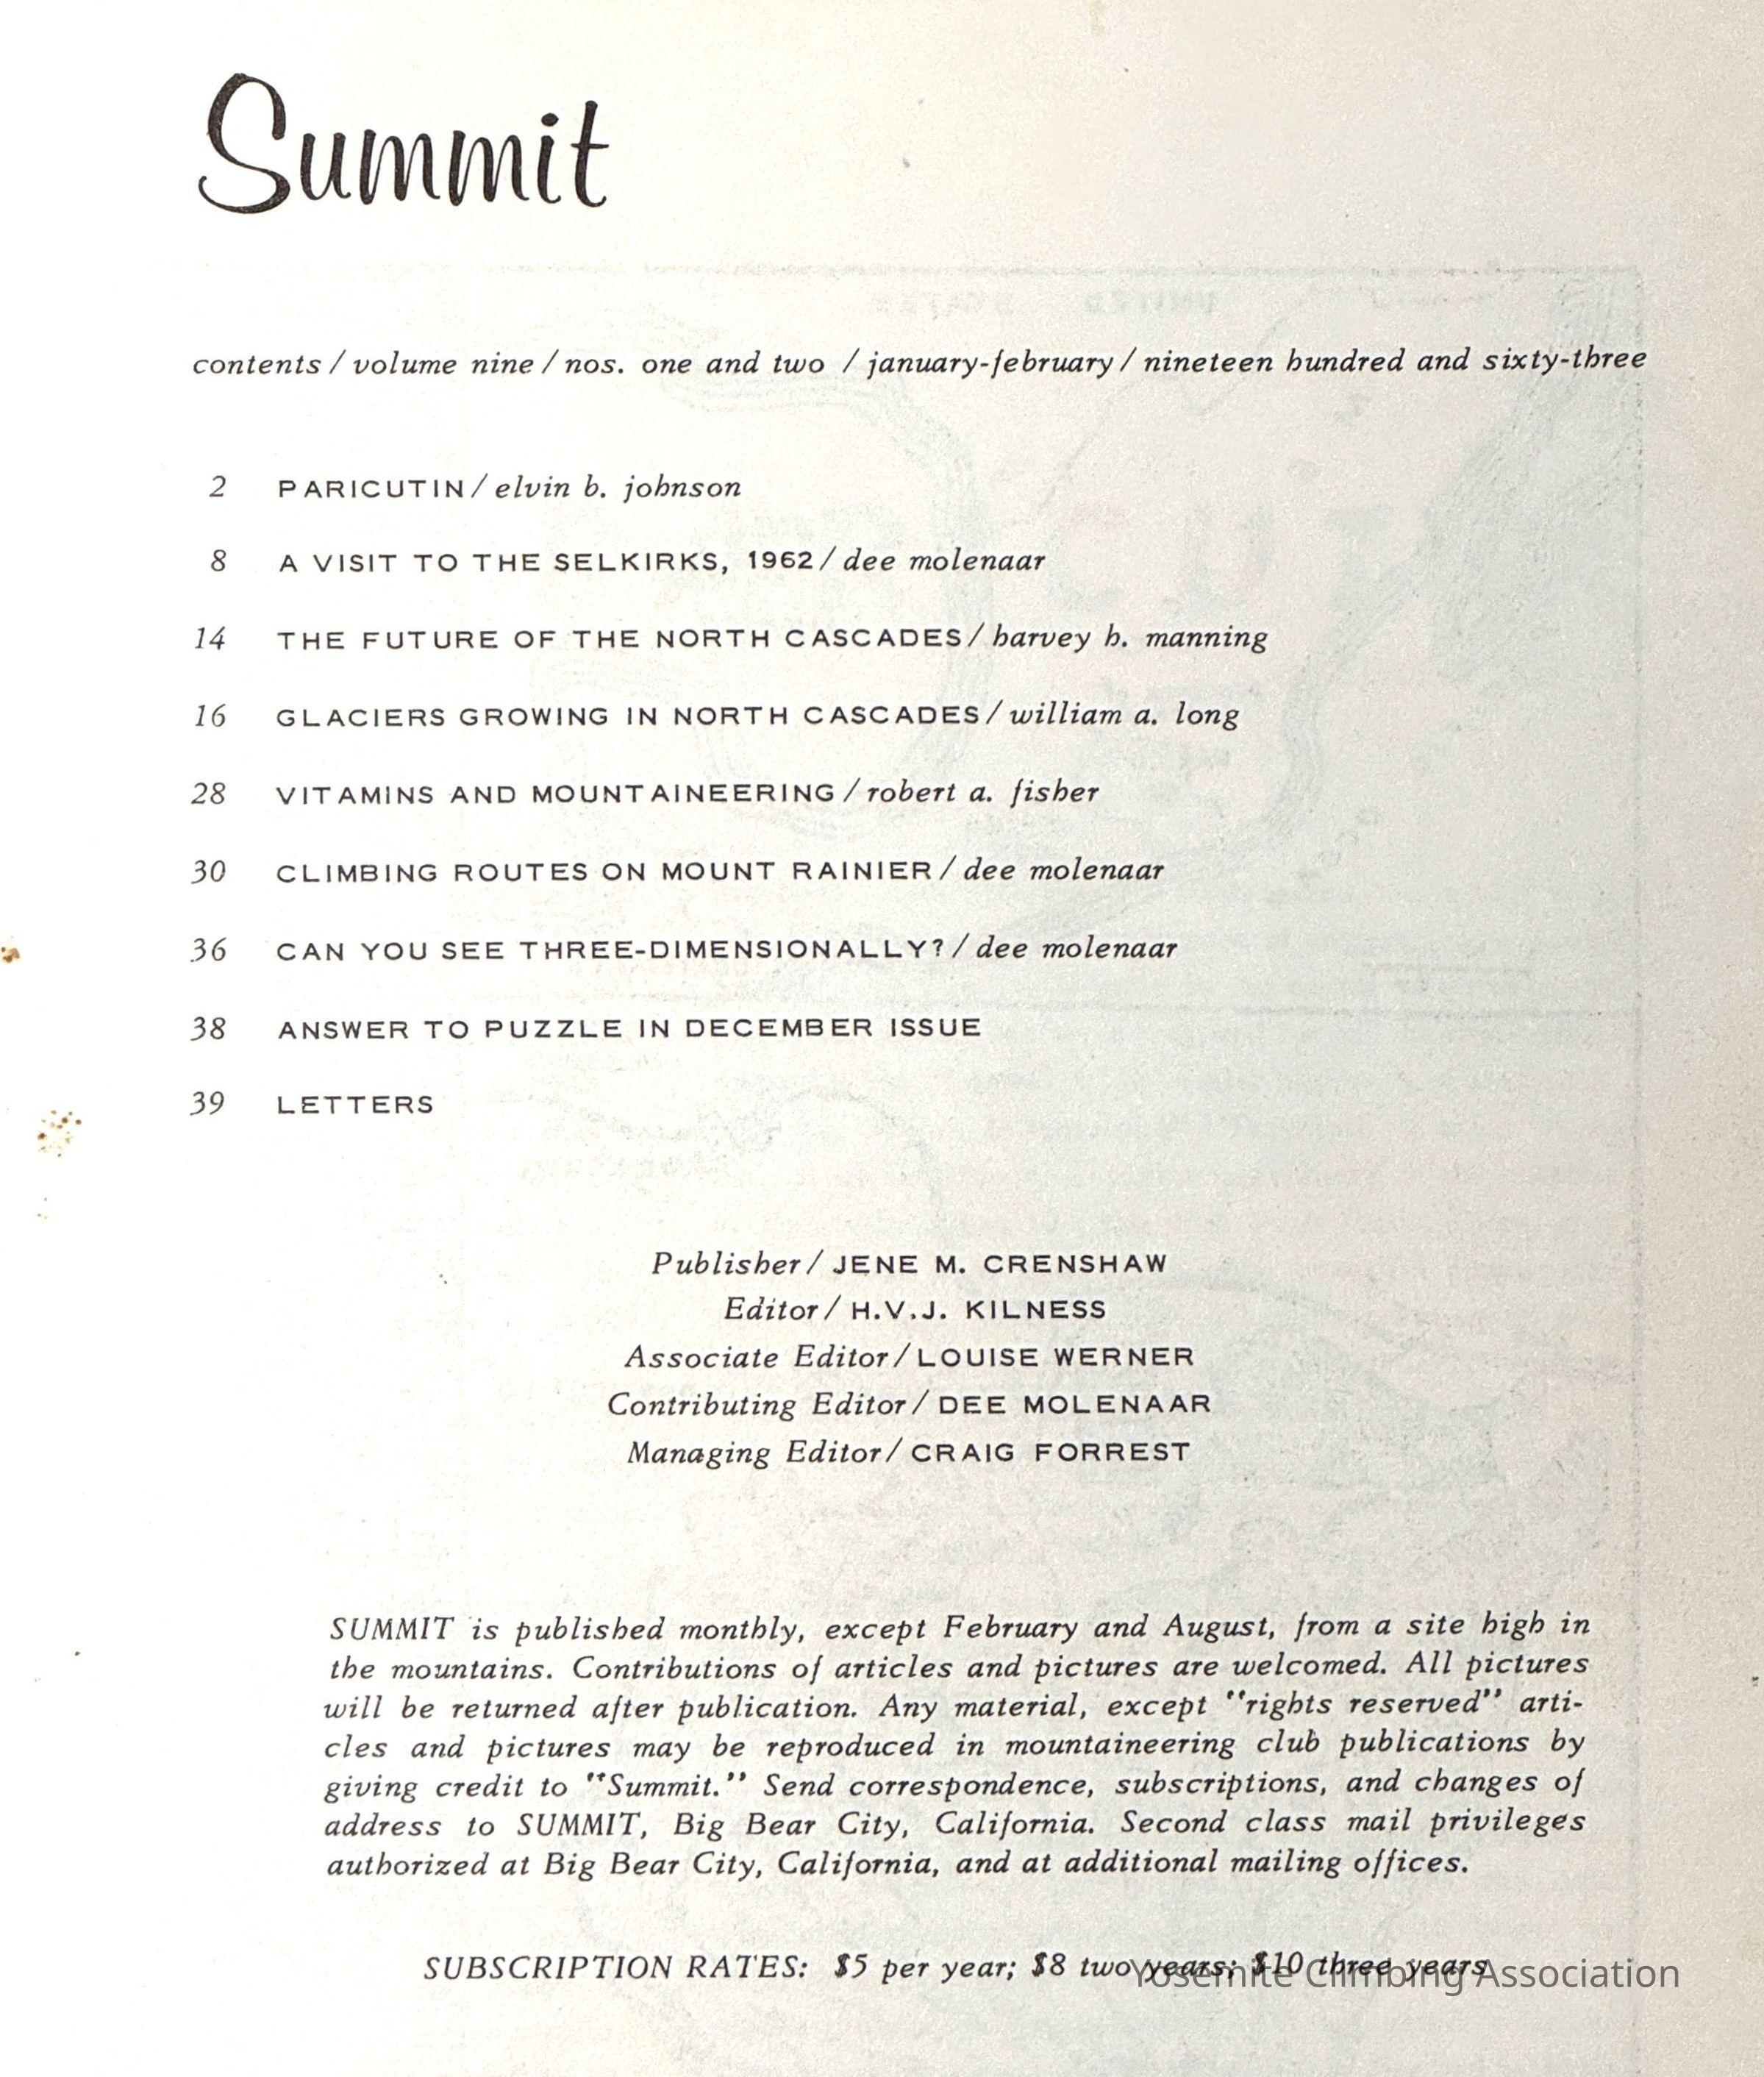 Summit
contents / volume nine / nos. one and two / january-february / nineteen hundred and sixty-three
2 PARICUTIN / elvin b. johnson
8 A VISIT TO THE SELKIRKS, 1962 / dee molenaar
14 THE FUTURE OF THE NORTH CASCADES / harvey h. manning
16 GLACIERS GROWING IN NORTH CASCADES / william a. long
28 VITAMINS AND MOUNTAINEERING / robert a. fisher
30 CLIMBING ROUTES ON MOUNT RAINIER / dee molenaar
36 CAN YOU SEE THREE-DIMENSIONALLY? / dee molenaar
38 ANSWER TO PUZZLE IN DECEMBER ISSUE
39 LETTERS
Publisher / JENE M. CRENSHAW
Editor / H.V.J. KILNESS
Associate Editor / LOUISE WERNER
Contributing Editor / DEE MOLENAAR
Managing Editor / CRAIG FORREST
SUMMIT is published monthly, except February and August, from a site high in
the mountains. Contributions of articles and pictures are welcomed. All pictures
will be returned after publication. Any material, except "rights reserved" arti-
cles and pictures may be reproduced in mountaineering club publications by
giving credit to "Summit." Send correspondence, subscriptions, and changes of
address to SUMMIT, Big Bear City, California. Second class mail privileges
authorized at Big Bear City, California, and at additional mailing offices.
SUBSCRIPTION RATES: $5 per year; $8 two years; $10 three years
Yosemite Climbing Association